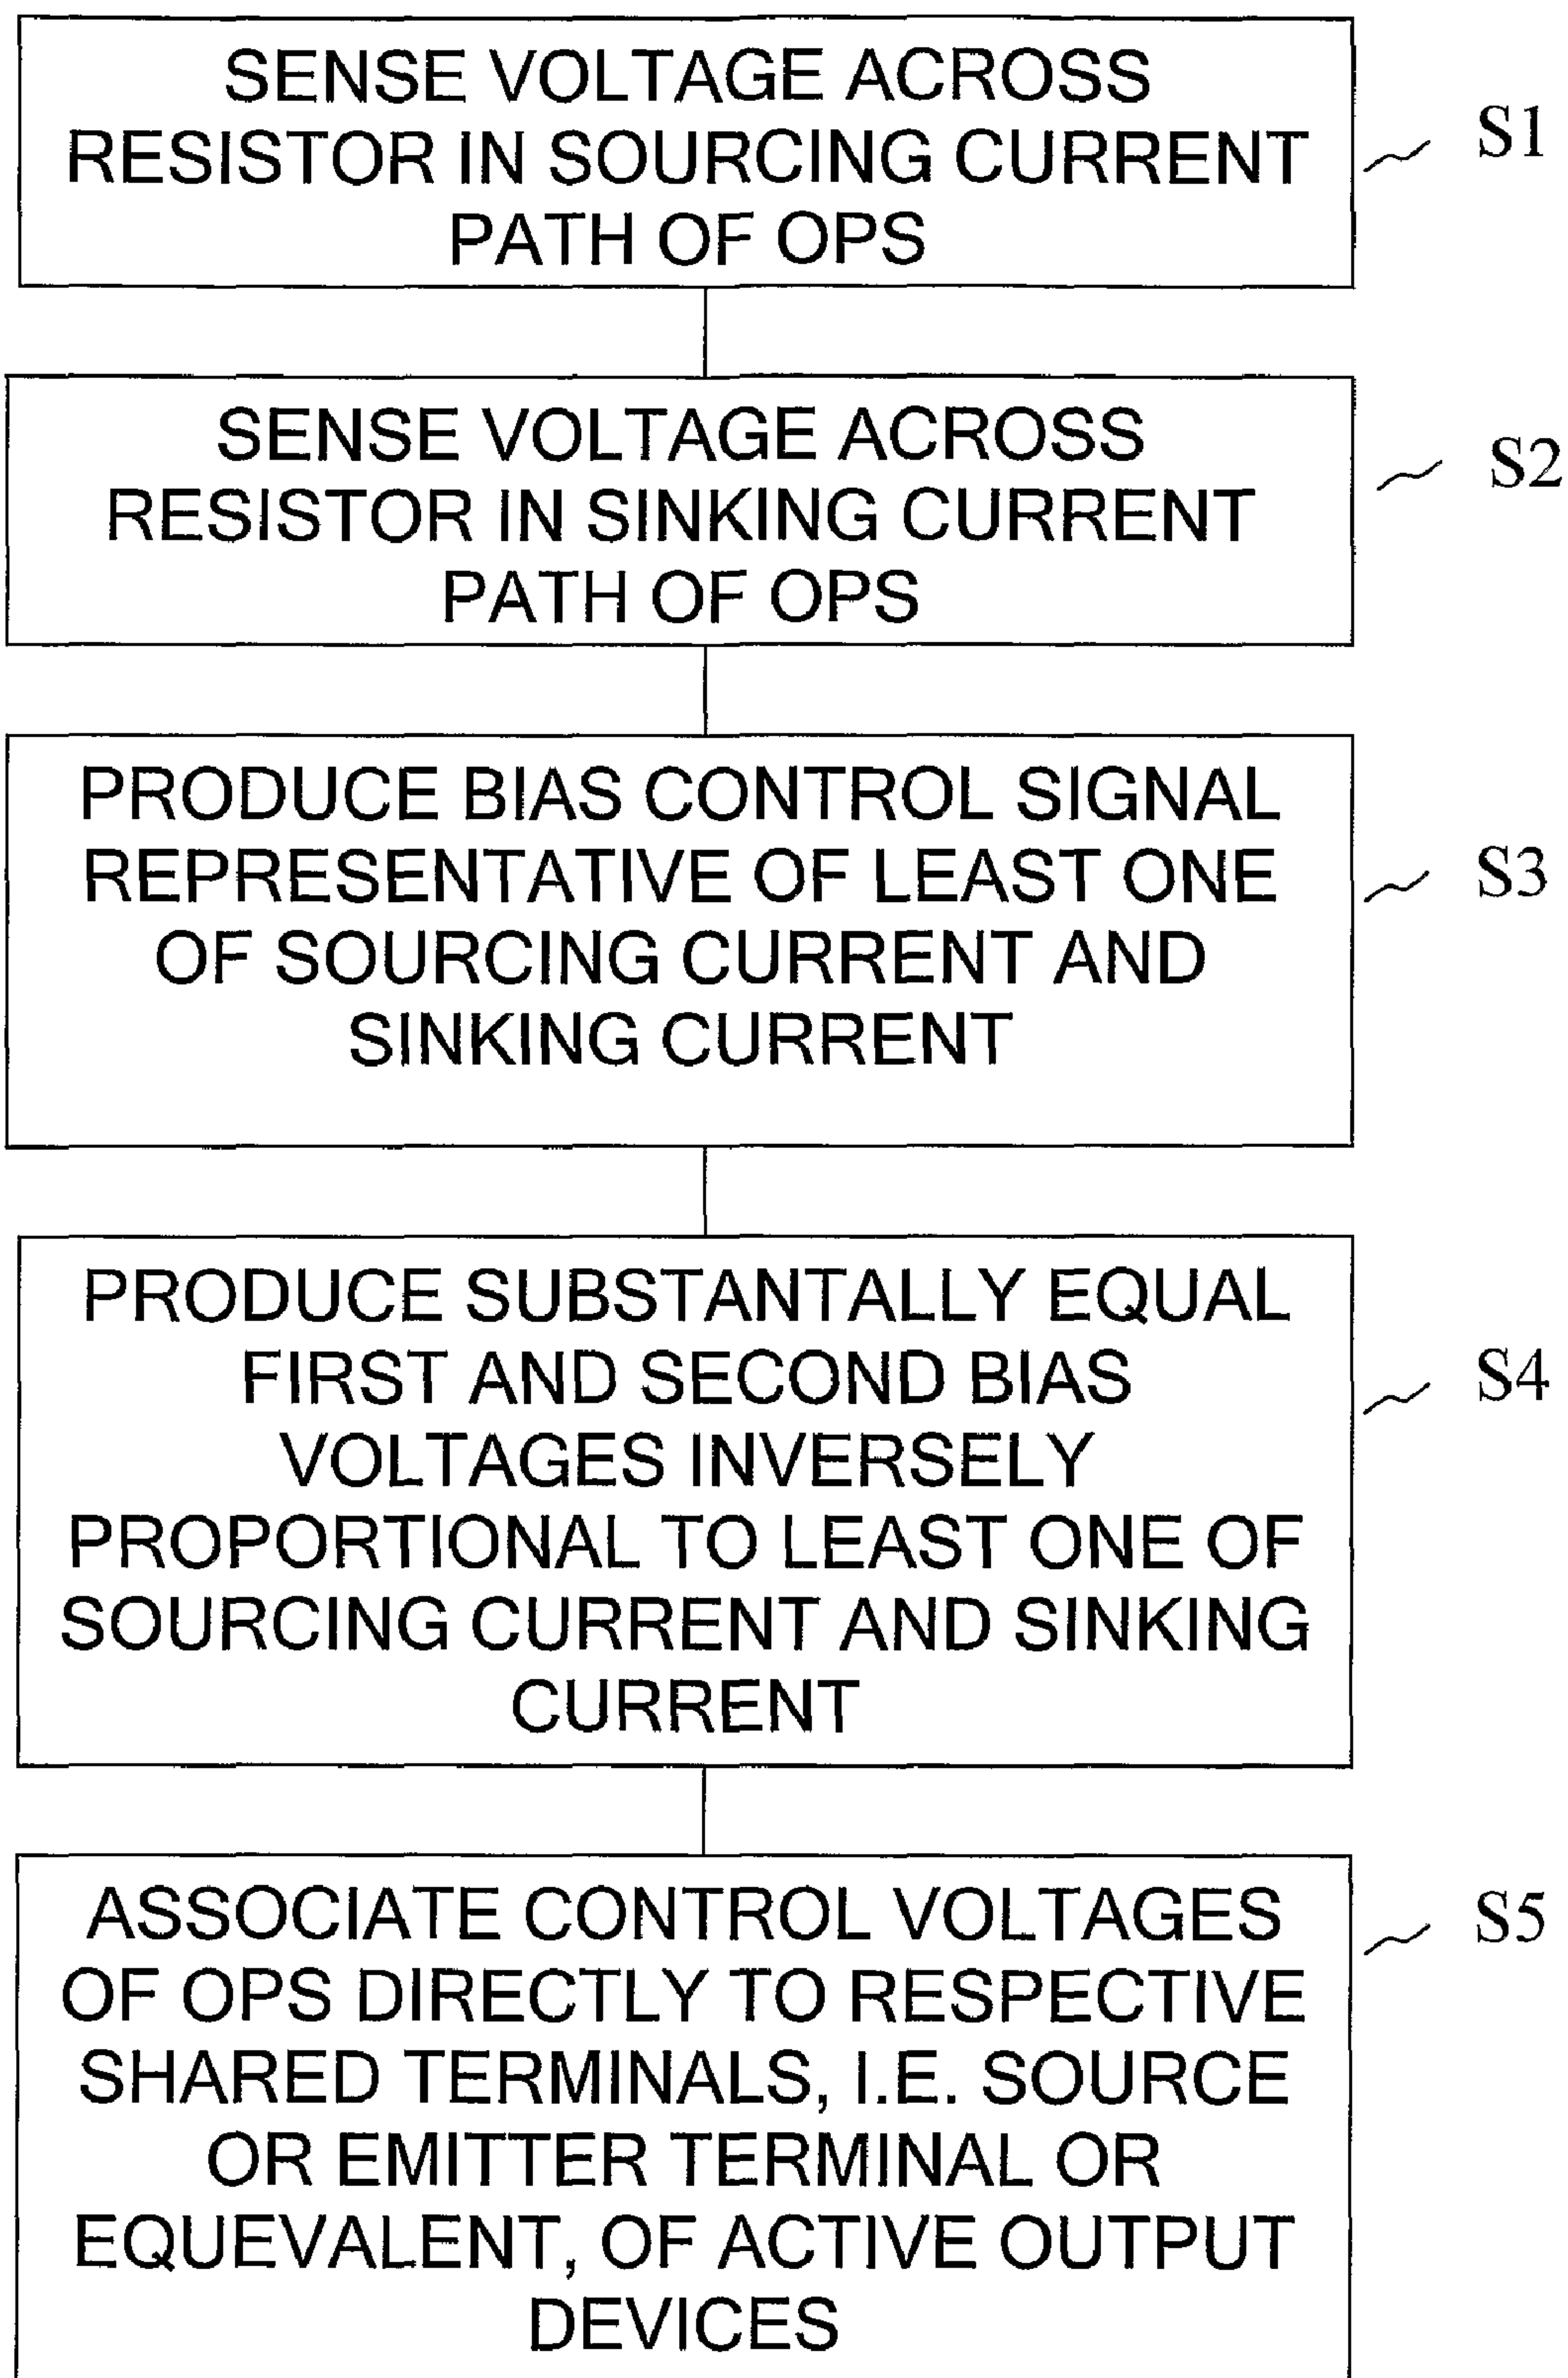 SENSE VOLTAGE ACROSS
RESISTOR IN SOURCING CURRENT
PATH OF OPS
S1
SENSE VOLTAGE ACROSS
RESISTOR IN SINKING CURRENT
PATH OF OPS
S2
PRODUCE BIAS CONTROL SIGNAL
REPRESENTATIVE OF LEAST ONE
OF SOURCING CURRENT AND
SINKING CURRENT
S3
PRODUCE SUBSTANTALLY EQUAL
FIRST AND SECOND BIAS
VOLTAGES INVERSELY
PROPORTIONAL TO LEAST ONE OF
SOURCING CURRENT AND SINKING
CURRENT
S4
ASSOCIATE CONTROL VOLTAGES
OF OPS DIRECTLY TO RESPECTIVE
SHARED TERMINALS, I.E. SOURCE
OR EMITTER TERMINAL OR
EQUEVALENT, OF ACTIVE OUTPUT
DEVICES
S5